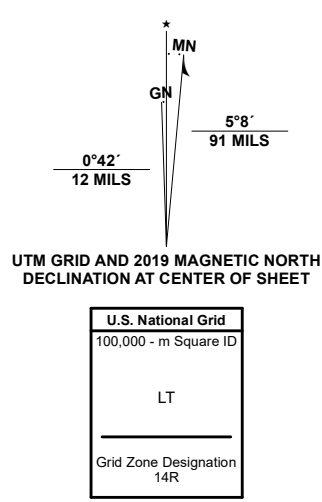 ★
MN
GN
5°8´
91 MILS
0°42´
12 MILS
UTM GRID AND 2019 MAGNETIC NORTH
DECLINATION AT CENTER OF SHEET
U.S. National Grid
100,000 - m Square ID
LT
Grid Zone Designation
14R